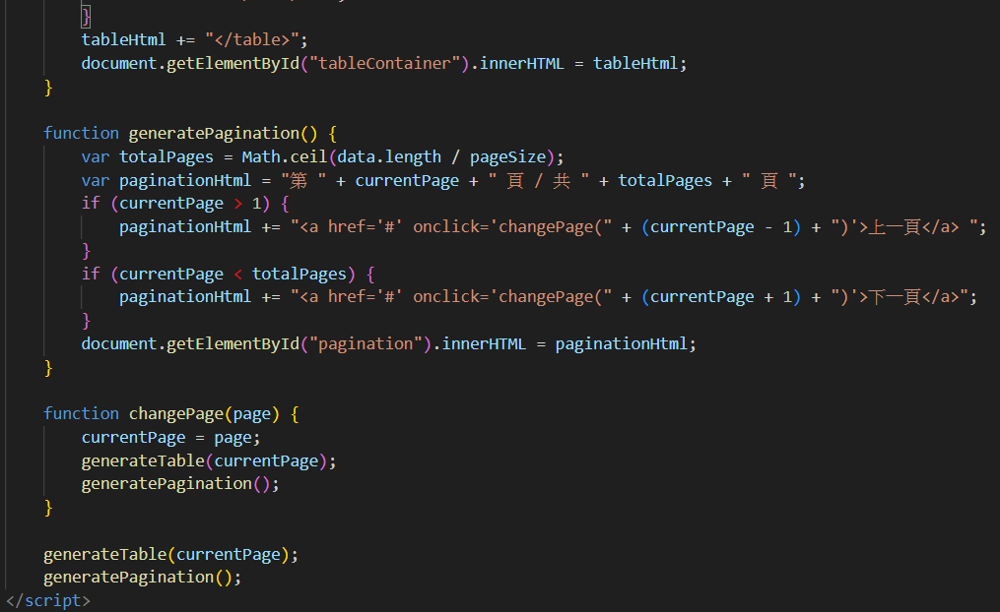 }
tableHtml += "</table>";
document.getElementById("tableContainer").innerHTML = tableHtml;
}
function generatePagination() {
var totalPages = Math.ceil(data.length / pageSize);
var paginationHtml = "第 " + currentPage + " 頁 / 共 " + totalPages + " 頁 ";
if (currentPage > 1) {
paginationHtml += "<a href='#' onclick='changePage(" + (currentPage - 1) + ")'>上一頁</a> ";
}
if (currentPage < totalPages) {
paginationHtml += "<a href='#' onclick='changePage(" + (currentPage + 1) + ")'>下一頁</a>";
}
document.getElementById("pagination").innerHTML = paginationHtml;
}
function changePage(page) {
currentPage = page;
generateTable(currentPage);
generatePagination();
}
generateTable(currentPage);
generatePagination();
</script>